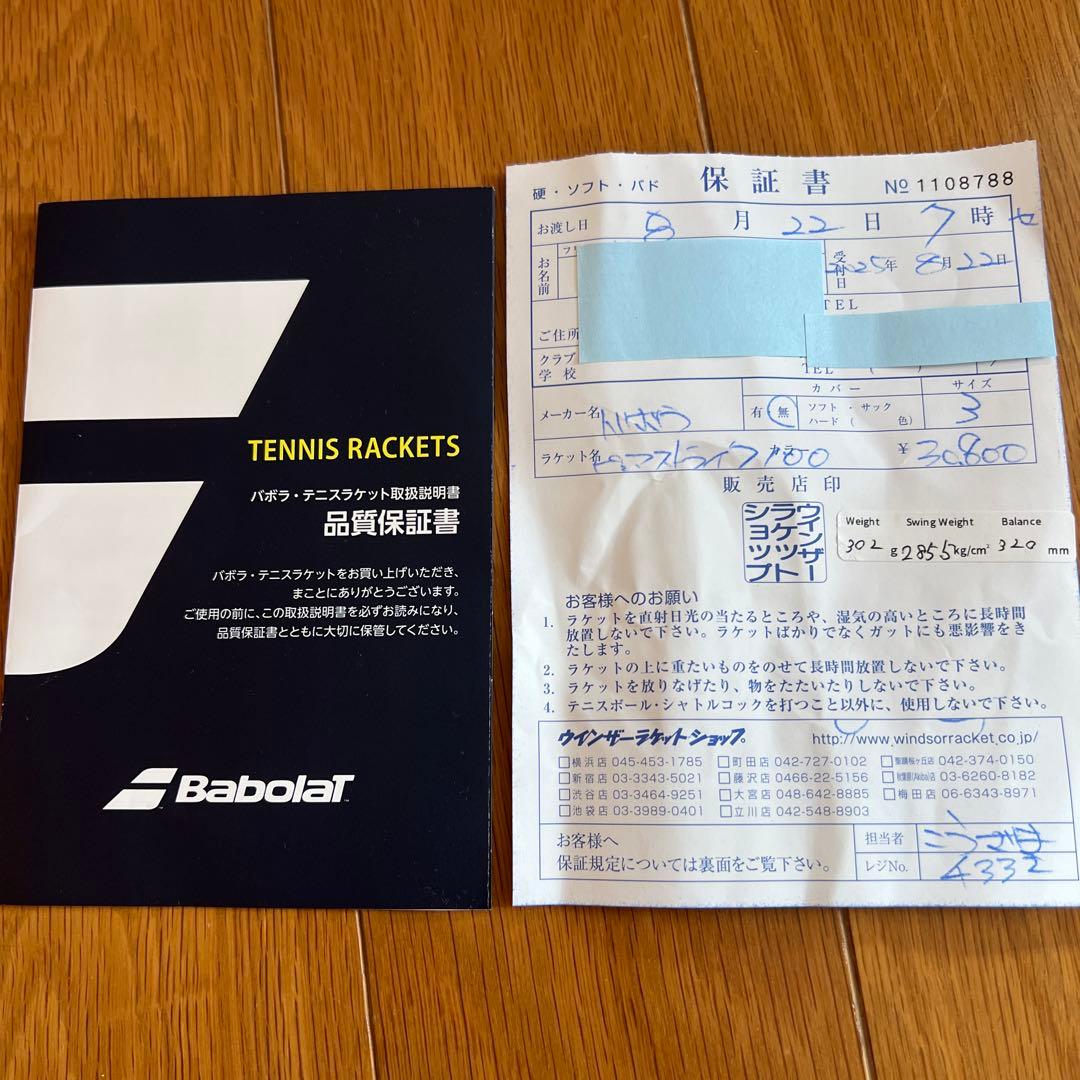 TENNIS RACKETS
バボラ・テニスラケット取扱説明書
品質保証書
バボラ・テニスラケットをお買い上げいただき、
まことにありがとうございます。
ご使用の前に、この取扱説明書を必ずお読みになり、
品質保証書とともに大切に保管してください。
BabolaT
硬・ソフト・バド 保証書 No 1108788
お渡し日 8月22日7時
お名前
受付日 2025年8月22日
TEL
ご住所
クラブ
学校 TEL (
カバー サイズ
メーカー名 有 無 ソフト・サック ハード ( 色) 3
ラケット名 ストライク100 ¥30,800
販売店印
ウインザーラケットショップ
Weight Swing Weight Balance
302 g 285.5 kg/cm² 320 mm
お客様へのお願い
1. ラケットを直射日光の当たるところや、湿気の高いところに長時間
放置しないで下さい。ラケットばかりでなくガットにも悪影響をき
たします。
2. ラケットの上に重たいものをのせて長時間放置しないで下さい。
3. ラケットを放りなげたり、物をたたいたりしないで下さい。
4. テニスボール・シャトルコックを打つこと以外に、使用しないで下さい。
ウインザーラケットショップ® http://www.windsorracket.co.jp/
□横浜店 045-453-1785 □町田店 042-727-0102 □聖蹟桜ヶ丘店 042-374-0150
□新宿店 03-3343-5021 □藤沢店 0466-22-5156 □秋葉原(Akiba)店 03-6260-8182
□渋谷店 03-3464-9251 □大宮店 048-642-8885 □梅田店 06-6343-8971
□池袋店 03-3989-0401 □立川店 042-548-8903
お客様へ
保証規定については裏面をご覧下さい。
担当者
レジNo. 4332